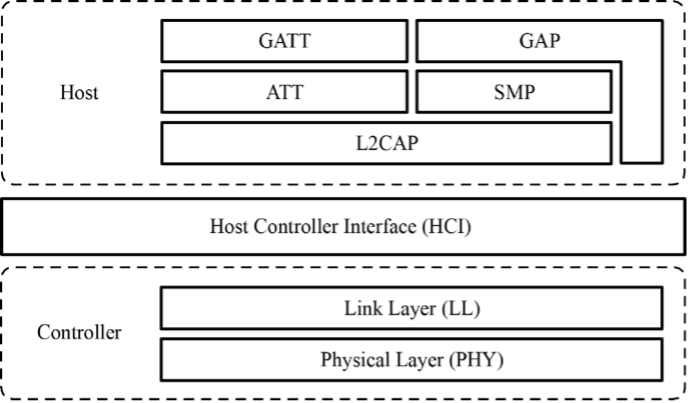 GATT
GAP
Host
ATT
SMP
L2CAP
Host Controller Interface (HCI)
Link Layer (LL)
Controller
Physical Layer (PHY)